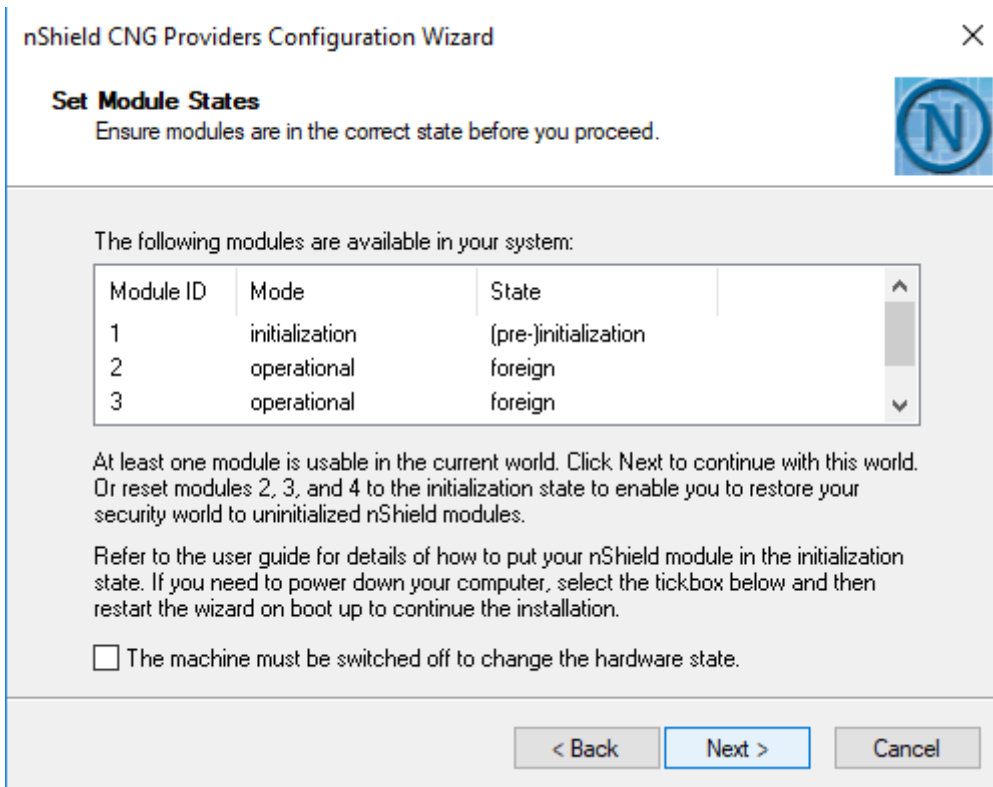 nShield CNG Providers Configuration Wizard
Set Module States
Ensure modules are in the correct state before you proceed.
N
The following modules are available in your system:
Module ID Mode State
1 initialization (pre-)initialization
2 operational foreign
3 operational foreign
At least one module is usable in the current world. Click Next to continue with this world.
Or reset modules 2, 3, and 4 to the initialization state to enable you to restore your
security world to uninitialized nShield modules.
Refer to the user guide for details of how to put your nShield module in the initialization
state. If you need to power down your computer, select the tickbox below and then
restart the wizard on boot up to continue the installation.
The machine must be switched off to change the hardware state.
< Back Next > Cancel